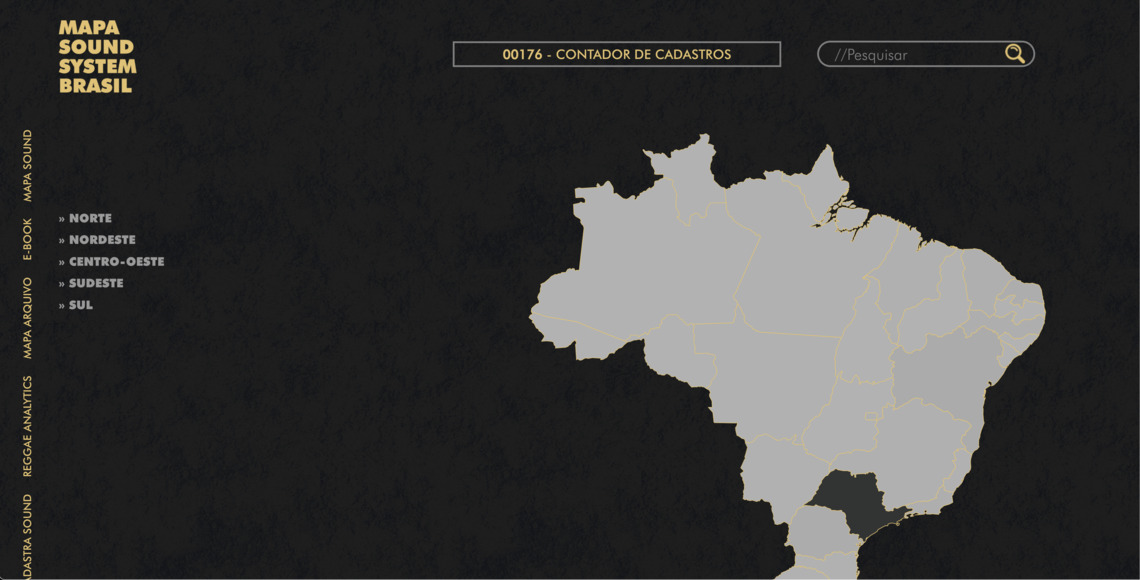 MAPA
SOUND
SYSTEM
BRASIL
00176 - CONTADOR DE CADASTROS
//Pesquisar
MAPA SOUND
E-BOOK
MAPA ARQUIVO
REGGAE ANALYTICS
ADASTRA SOUND
» NORTE
» NORDESTE
» CENTRO-OESTE
» SUDESTE
» SUL